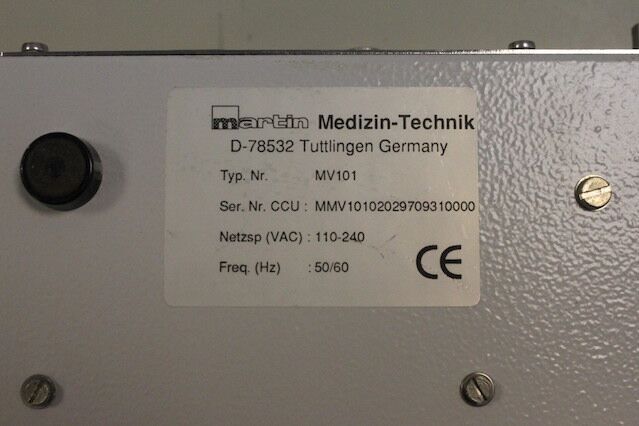 martin Medizin-Technik
D-78532 Tuttlingen Germany
Typ. Nr. MV101
Ser. Nr. CCU : MMV10102029709310000
Netzsp (VAC) : 110-240
Freq. (Hz) : 50/60
CE